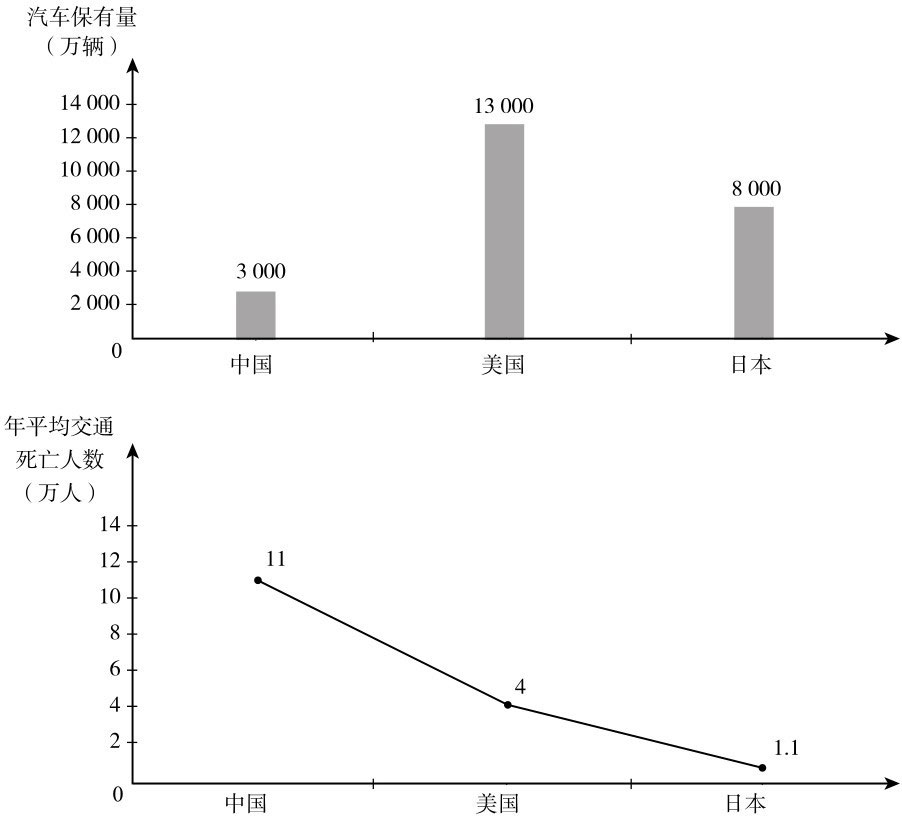 汽车保有量
（万辆）
14 000
12 000
10 000
8 000
6 000
4 000
2 000
0
3 000
13 000
8 000
中国
美国
日本
年平均交通
死亡人数
（万人）
14
12
10
8
6
4
2
0
11
4
1.1
中国
美国
日本